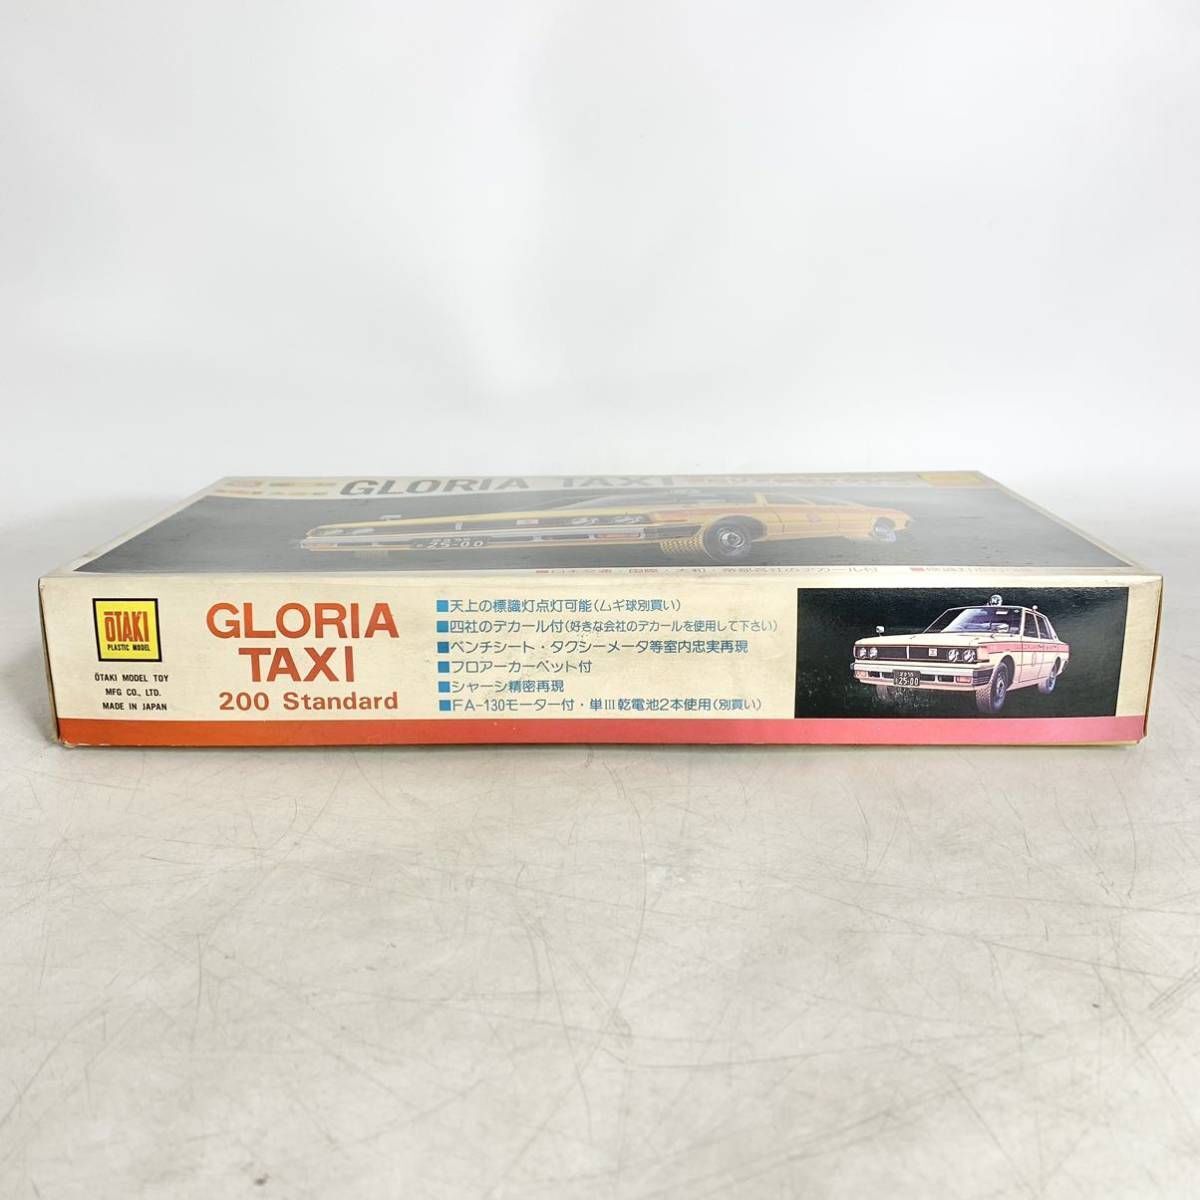 GLORIA TAXI
25-00
ŌTAKI
PLASTIC MODEL
ŌTAKI MODEL TOY
MFG CO., LTD.
MADE IN JAPAN
GLORIA
TAXI
200 Standard
■天上の標識灯点灯可能(ムギ球別買い)
■四社のデカール付(好きな会社のデカールを使用して下さい)
■ベンチシート・タクシーメータ等室内忠実再現
■フロアーカーペット付
■シャーシ精密再現
■FA-130モーター付・単III乾電池2本使用(別買い)
25-00